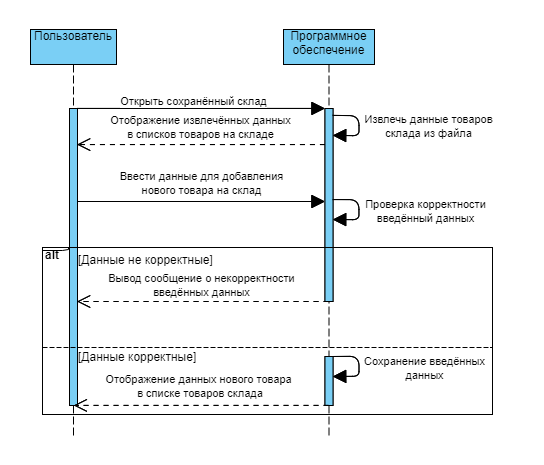 Пользователь
Программное
обеспечение
Открыть сохранённый склад
Извлечь данные товаров
склада из файла
Отображение извлечённых данных
в списков товаров на складе
Ввести данные для добавления
нового товара на склад
Проверка корректности
введённый данных
alt
[Данные не корректные]
Вывод сообщение о некорректности
введённых данных
[Данные корректные]
Сохранение введённых
данных
Отображение данных нового товара
в списке товаров склада